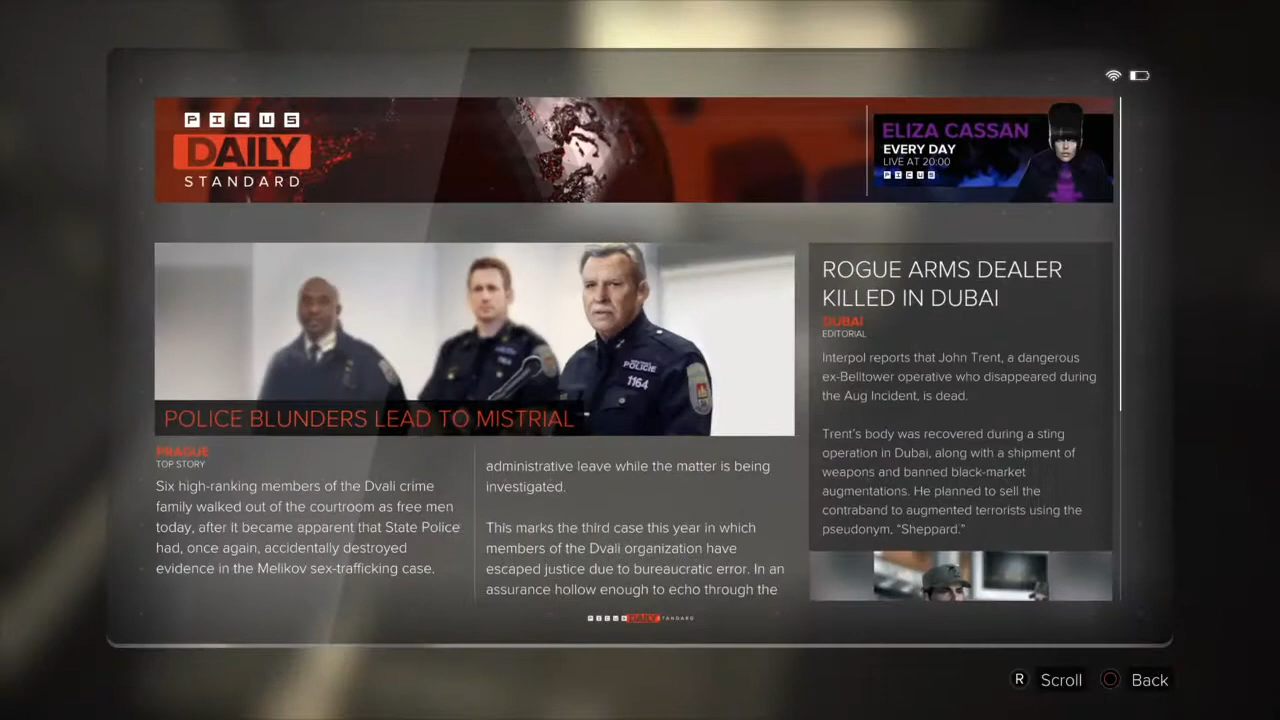 PICUS
DAILY
STANDARD
ELIZA CASSAN
EVERY DAY
LIVE AT 20:00
PICUS
POLICIE
1164
POLICE BLUNDERS LEAD TO MISTRIAL
PRAGUE
TOP STORY
Six high-ranking members of the Dvali crime
family walked out of the courtroom as free men
today, after it became apparent that State Police
had, once again, accidentally destroyed
evidence in the Melikov sex-trafficking case.
administrative leave while the matter is being
investigated.
This marks the third case this year in which
members of the Dvali organization have
escaped justice due to bureaucratic error. In an
assurance hollow enough to echo through the
ROGUE ARMS DEALER
KILLED IN DUBAI
DUBAI
EDITORIAL
Interpol reports that John Trent, a dangerous
ex-Belltower operative who disappeared during
the Aug Incident, is dead.
Trent's body was recovered during a sting
operation in Dubai, along with a shipment of
weapons and banned black-market
augmentations. He planned to sell the
contraband to augmented terrorists using the
pseudonym, “Sheppard.”
PICUS DAILY STANDARD
R Scroll
Back